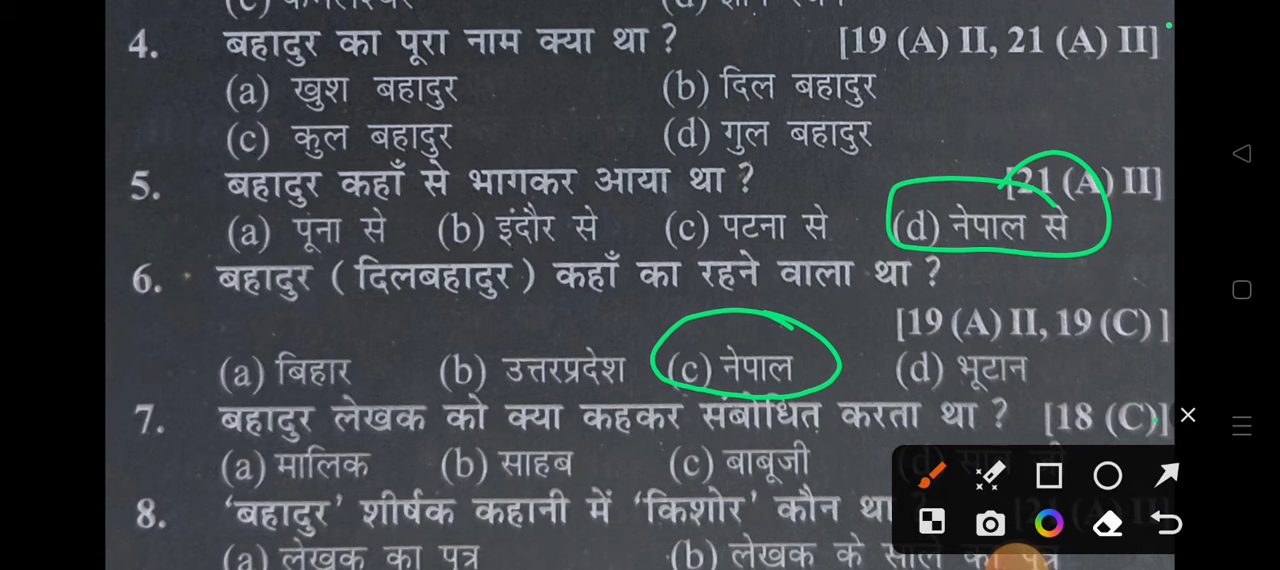 4. बहादुर का पूरा नाम क्या था ? [19 (A) II, 21 (A) II]
(a) खुश बहादुर (b) दिल बहादुर
(c) कुल बहादुर (d) गुल बहादुर
5. बहादुर कहाँ से भागकर आया था ? [21 (A) II]
(a) पूना से (b) इंदौर से (c) पटना से (d) नेपाल से
6. बहादुर ( दिलबहादुर ) कहाँ का रहने वाला था ?
[19 (A) II, 19 (C) ]
(a) बिहार (b) उत्तरप्रदेश (c) नेपाल (d) भूटान
7. बहादुर लेखक को क्या कहकर संबोधित करता था ? [18 (C)]
(a) मालिक (b) साहब (c) बाबूजी (d)
8. 'बहादुर' शीर्षक कहानी में 'किशोर' कौन था
(a) लेखक का पुत्र (b) लेखक के साले का पुत्र